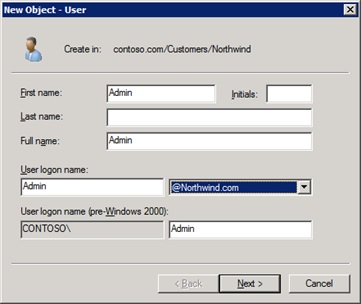 New Object - User
Create in: contoso.com/Customers/Northwind
First name: Admin Initials:
Last name:
Full name: Admin
User logon name:
Admin @Northwind.com
User logon name (pre-Windows 2000):
CONTOSO\ Admin
< Back Next > Cancel